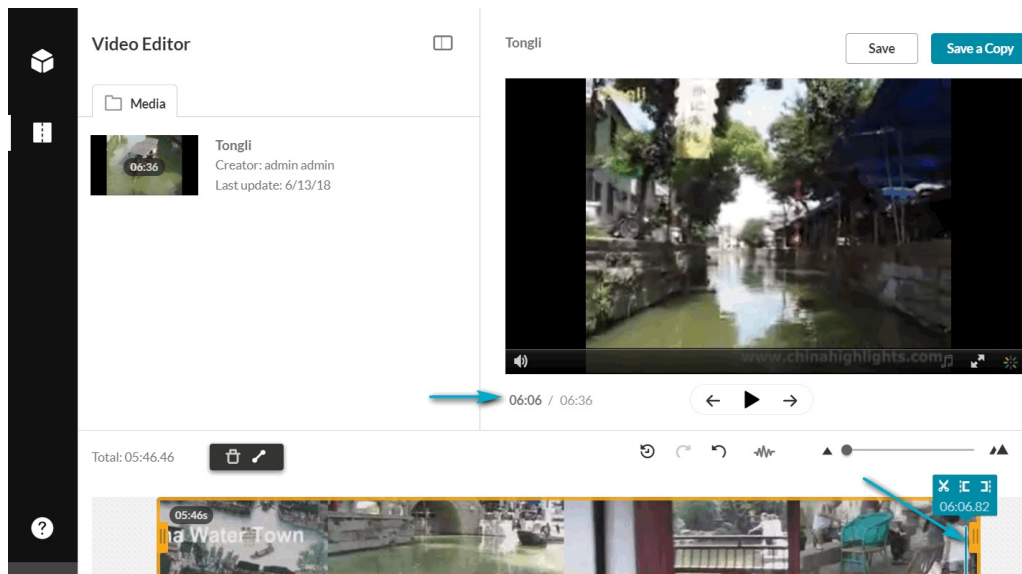 Video Editor
Media
06:36
Tongli
Creator: admin admin
Last update: 6/13/18
Tongli
Save
Save a Copy
www.chinahighlights.com
06:06 / 06:36
Total: 05:46.46
06:06.82
05:46s
na Water Town